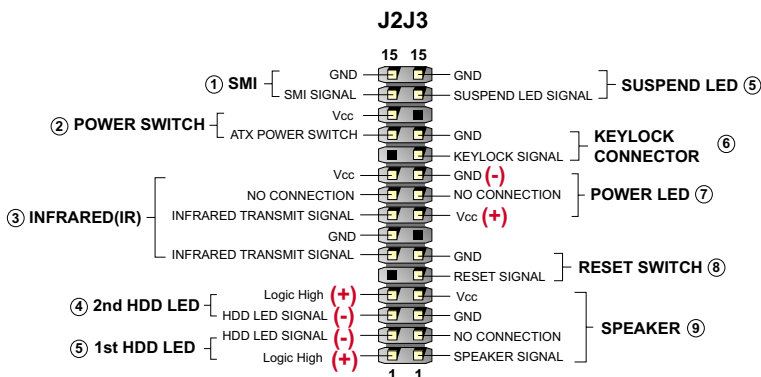 J2J3
15 15
① SMI
GND
SMI SIGNAL
GND
SUSPEND LED SIGNAL
SUSPEND LED ⑤
② POWER SWITCH
Vcc
ATX POWER SWITCH
GND
KEYLOCK SIGNAL
KEYLOCK
CONNECTOR ⑥
③ INFRARED(IR)
Vcc
NO CONNECTION
INFRARED TRANSMIT SIGNAL
GND
INFRARED TRANSMIT SIGNAL
GND (-)
NO CONNECTION
Vcc (+)
POWER LED ⑦
GND
RESET SIGNAL
RESET SWITCH ⑧
④ 2nd HDD LED
Logic High (+)
HDD LED SIGNAL (-)
⑤ 1st HDD LED
HDD LED SIGNAL (-)
Logic High (+)
Vcc
GND
NO CONNECTION
SPEAKER SIGNAL
SPEAKER ⑨
1 1